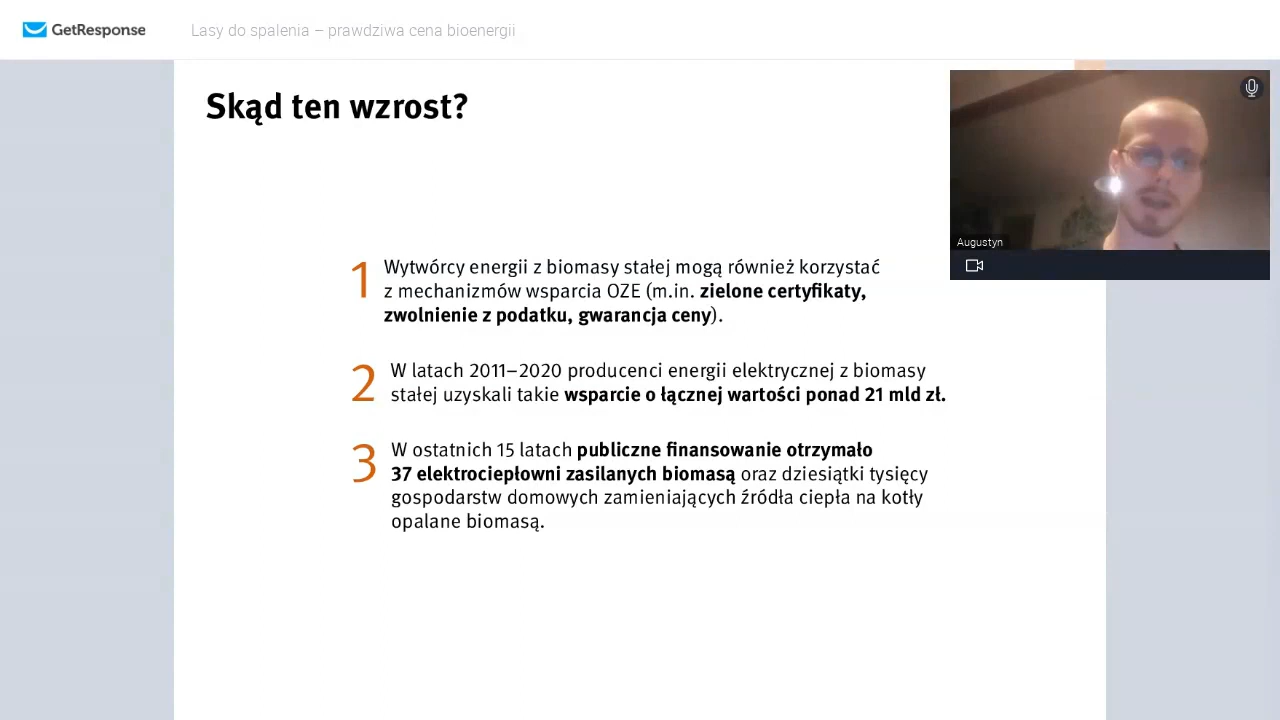 GetResponse
Lasy do spalenia – prawdziwa cena bioenergii
Skąd ten wzrost?
Augustyn
1 Wytwórcy energii z biomasy stałej mogą również korzystać
z mechanizmów wsparcia OZE (m.in. zielone certyfikaty,
zwolnienie z podatku, gwarancja ceny).
2 W latach 2011–2020 producenci energii elektrycznej z biomasy
stałej uzyskali takie wsparcie o łącznej wartości ponad 21 mld zł.
3 W ostatnich 15 latach publiczne finansowanie otrzymało
37 elektrociepłowni zasilanych biomasą oraz dziesiątki tysięcy
gospodarstw domowych zamieniających źródła ciepła na kotły
opalane biomasą.